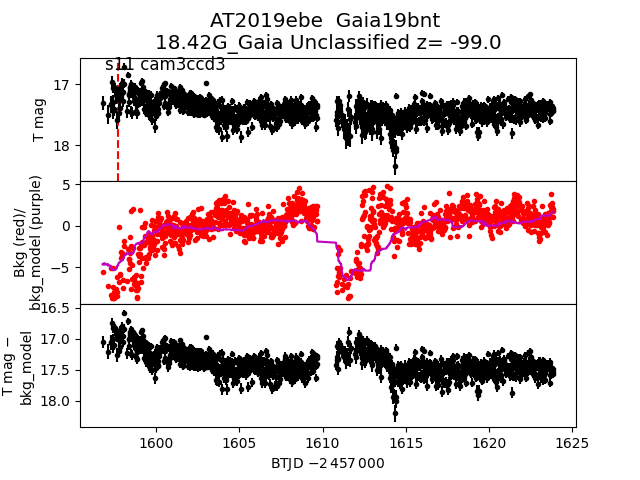 AT2019ebe Gaia19bnt
18.42G_Gaia Unclassified z= -99.0
s11 cam3ccd3
17
18
T mag
5
0
−5
Bkg (red)/
bkg_model (purple)
16.5
17.0
17.5
18.0
T mag −
bkg_model
1600
1605
1610
1615
1620
1625
BTJD −2 457 000